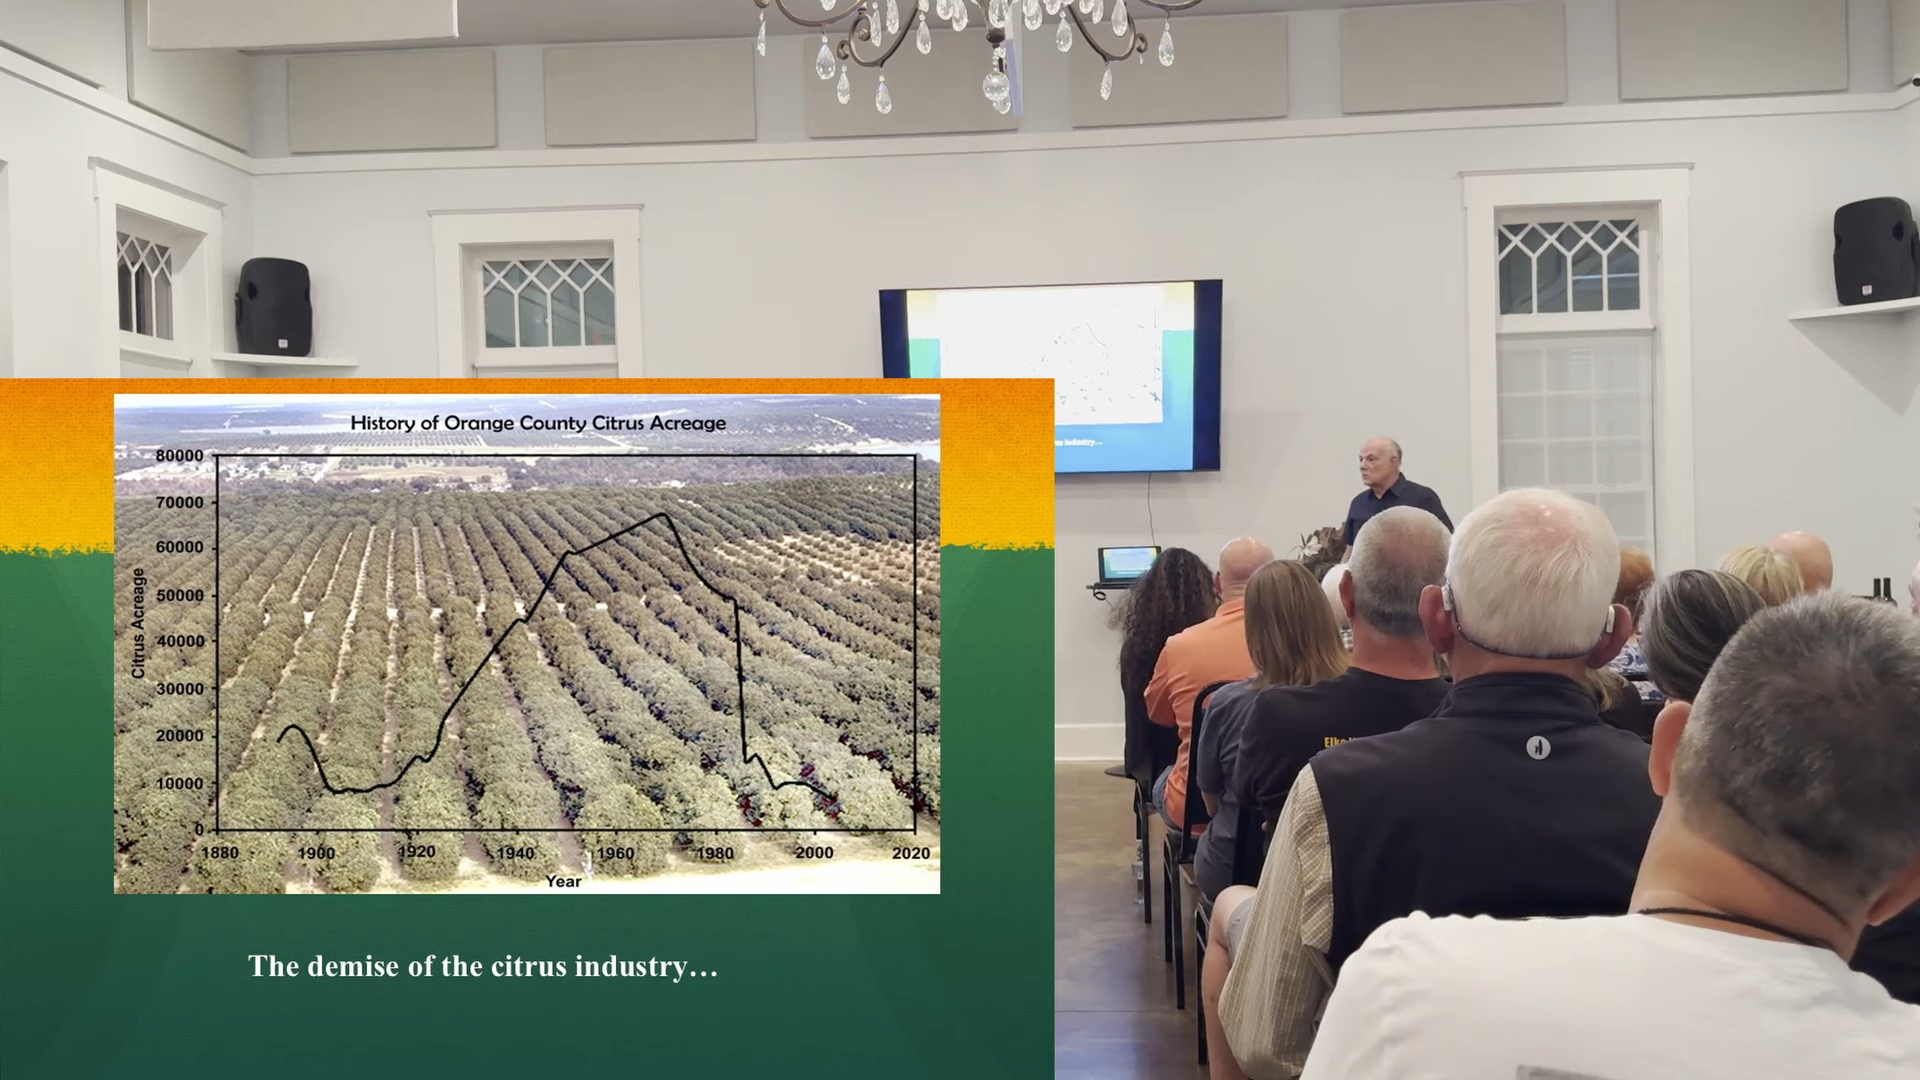 History of Orange County Citrus Acreage
80000
70000
60000
50000
40000
30000
20000
10000
0
Citrus Acreage
1880 1900 1920 1940 1960 1980 2000 2020
Year
The demise of the citrus industry…
industry…